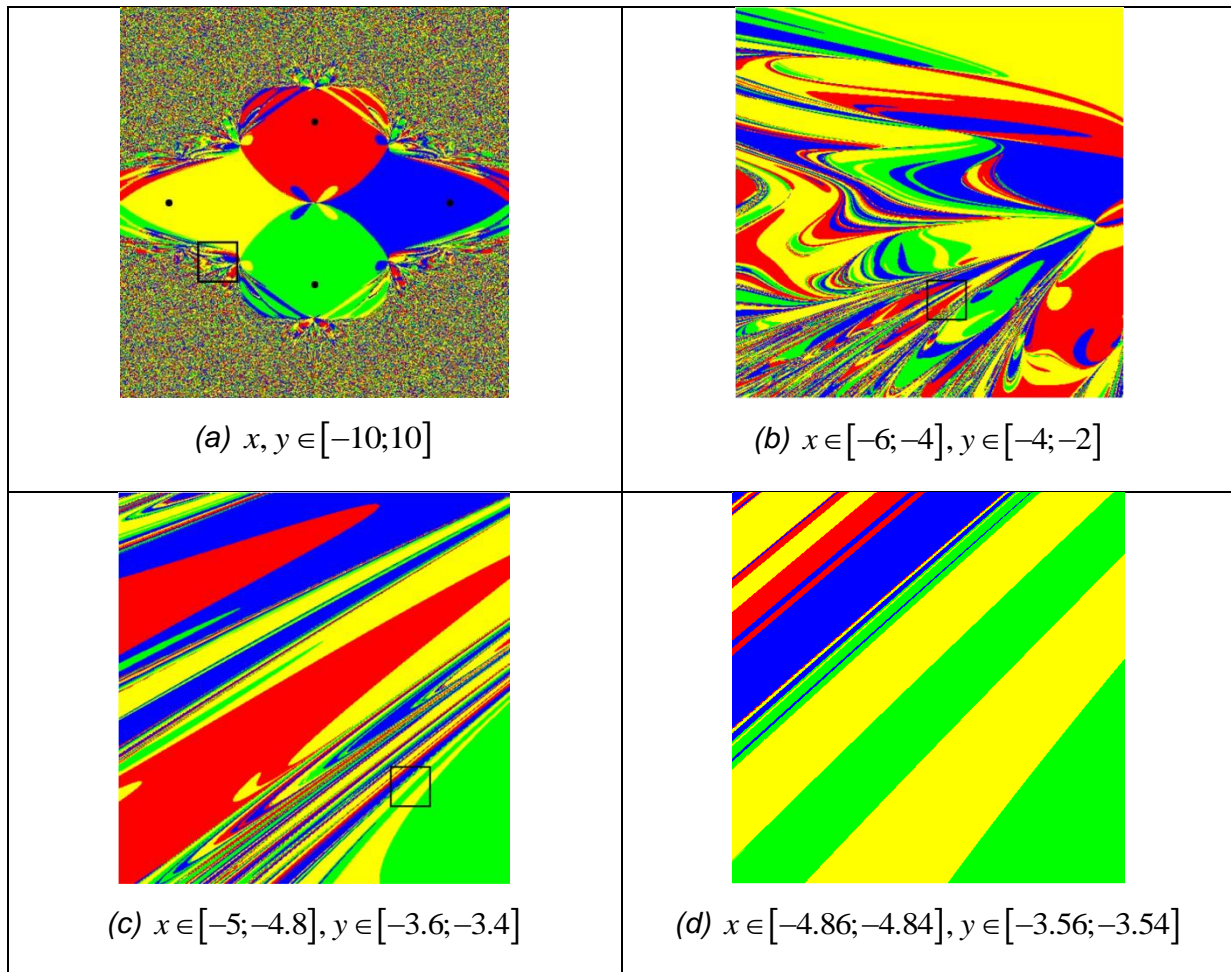 (a) x, y ∈ [−10;10]
(b) x ∈ [−6;−4], y ∈ [−4;−2]
(c) x ∈ [−5;−4.8], y ∈ [−3.6;−3.4]
(d) x ∈ [−4.86;−4.84], y ∈ [−3.56;−3.54]